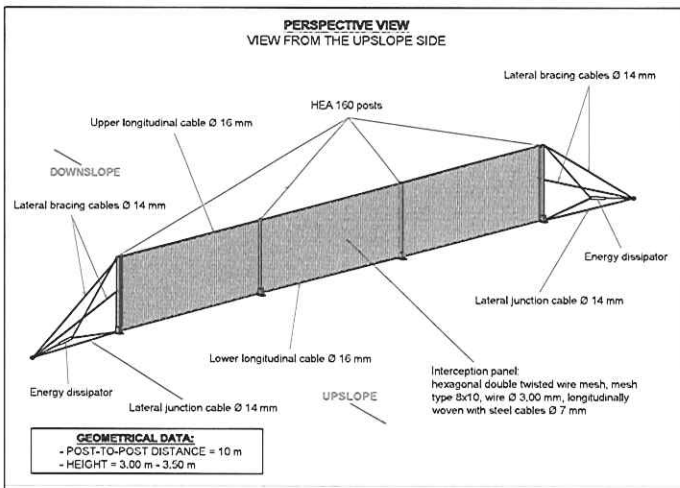 PERSPECTIVE VIEW
VIEW FROM THE UPSLOPE SIDE
Lateral bracing cables Ø 14 mm
HEA 160 posts
Upper longitudinal cable Ø 16 mm
DOWNSLOPE
Lateral bracing cables Ø 14 mm
Energy dissipator
Lateral junction cable Ø 14 mm
Lower longitudinal cable Ø 16 mm
Interception panel:
hexagonal double twisted wire mesh, mesh
type 8x10, wire Ø 3,00 mm, longitudinally
woven with steel cables Ø 7 mm
Energy dissipator
Lateral junction cable Ø 14 mm
UPSLOPE
GEOMETRICAL DATA:
- POST-TO-POST DISTANCE = 10 m
- HEIGHT = 3.00 m - 3.50 m